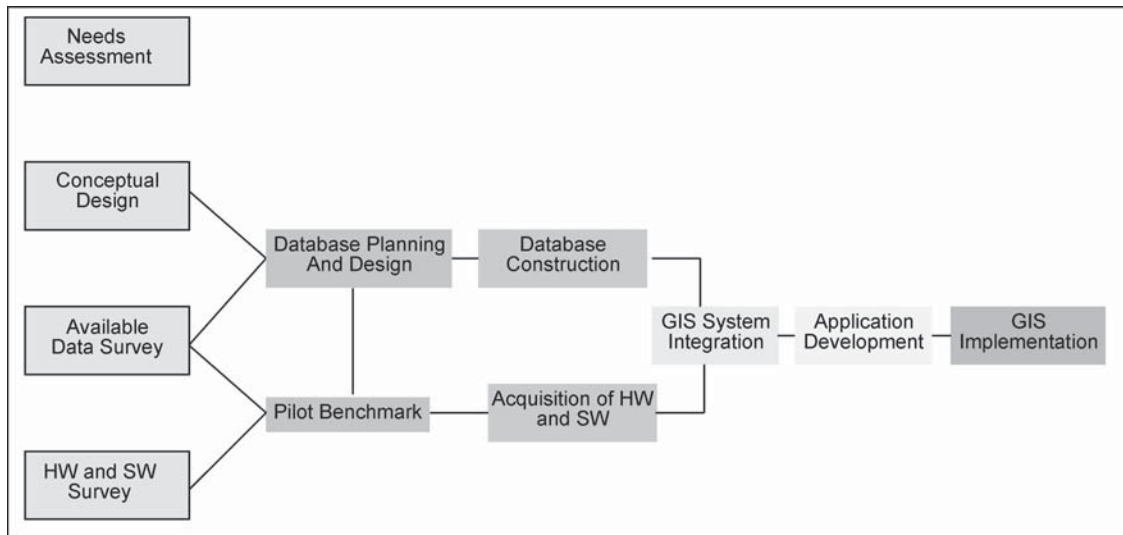 Needs
Assessment
Conceptual
Design
Database Planning
And Design
Database
Construction
Available
Data Survey
GIS System
Integration
Application
Development
GIS
Implementation
Pilot Benchmark
Acquisition of HW
and SW
HW and SW
Survey